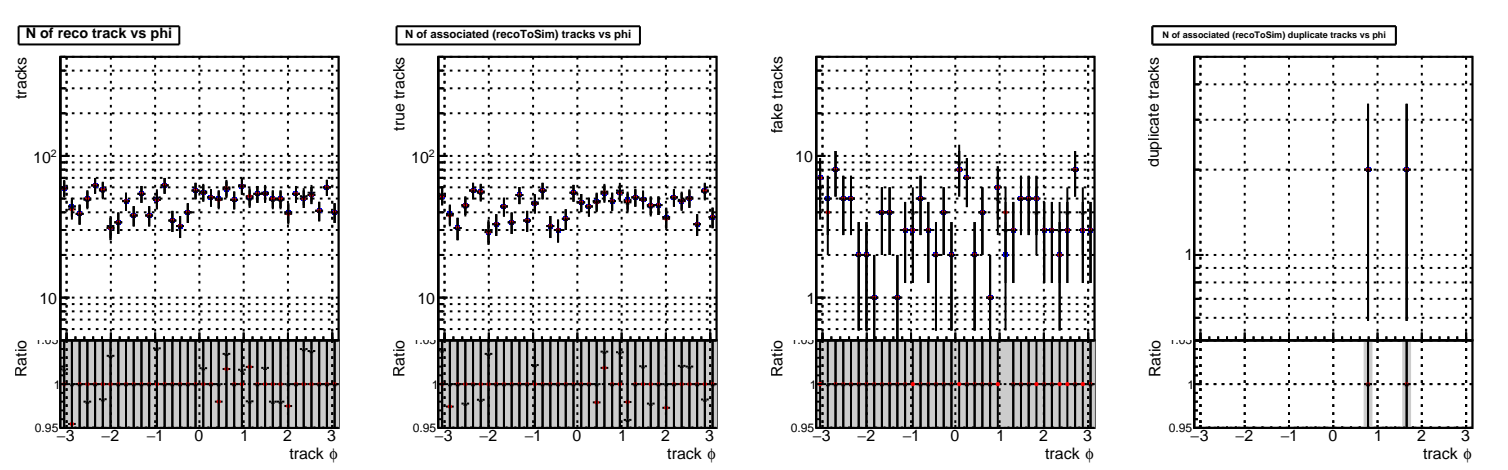 N of reco track vs phi
tracks
10²
10
Ratio
1
0.95
−3 −2 −1 0 1 2 3
track ϕ
N of associated (recoToSim) tracks vs phi
true tracks
10²
10
Ratio
1
0.95
−3 −2 −1 0 1 2 3
track ϕ
fake tracks
10
1
Ratio
1
0.95
−3 −2 −1 0 1 2 3
track ϕ
N of associated (recoToSim) duplicate tracks vs phi
duplicate tracks
1
Ratio
1
0.95
−3 −2 −1 0 1 2 3
track ϕ